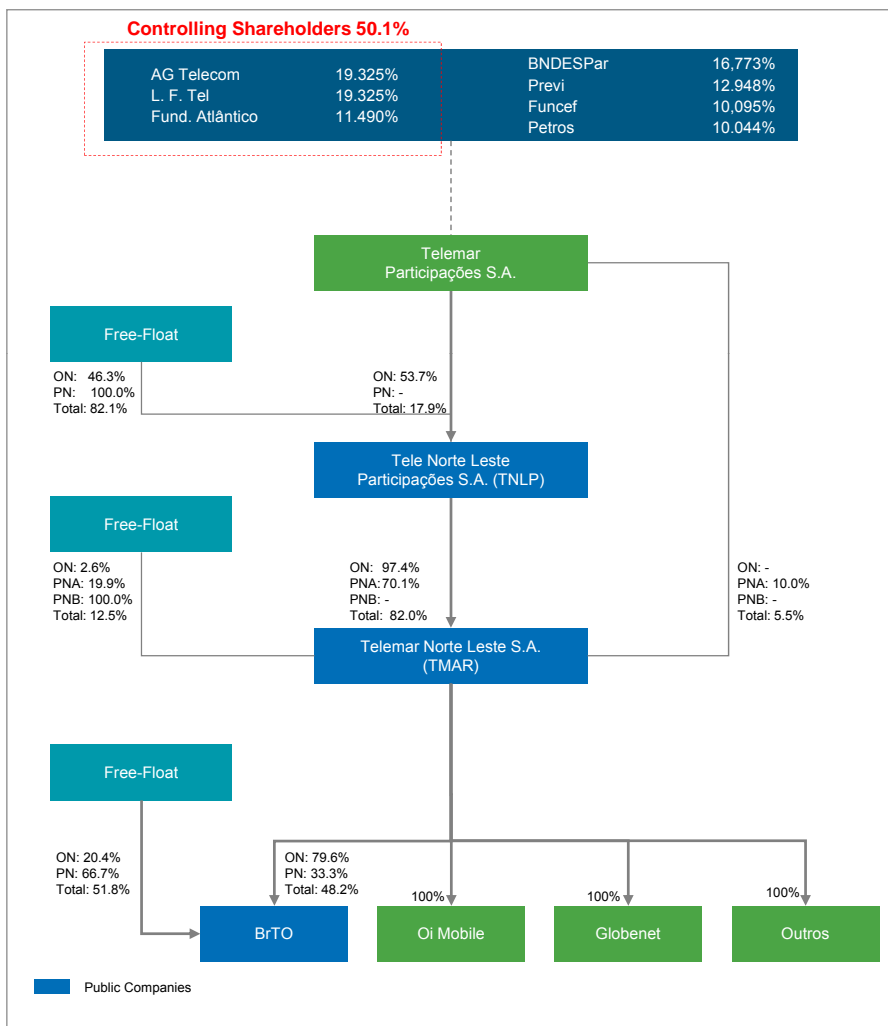 Controlling Shareholders 50.1%
AG Telecom 19.325%
L. F. Tel 19.325%
Fund. Atlântico 11.490%
BNDESPar 16,773%
Previ 12.948%
Funcef 10,095%
Petros 10.044%
Telemar
Participações S.A.
Free-Float
ON: 46.3%
PN: 100.0%
Total: 82.1%
ON: 53.7%
PN: -
Total: 17.9%
Tele Norte Leste
Participações S.A. (TNLP)
Free-Float
ON: 2.6%
PNA: 19.9%
PNB: 100.0%
Total: 12.5%
ON: 97.4%
PNA:70.1%
PNB: -
Total: 82.0%
ON: -
PNA: 10.0%
PNB: -
Total: 5.5%
Telemar Norte Leste S.A.
(TMAR)
Free-Float
ON: 20.4%
PN: 66.7%
Total: 51.8%
ON: 79.6%
PN: 33.3%
Total: 48.2%
100%
100%
100%
BrTO
Oi Mobile
Globenet
Outros
Public Companies